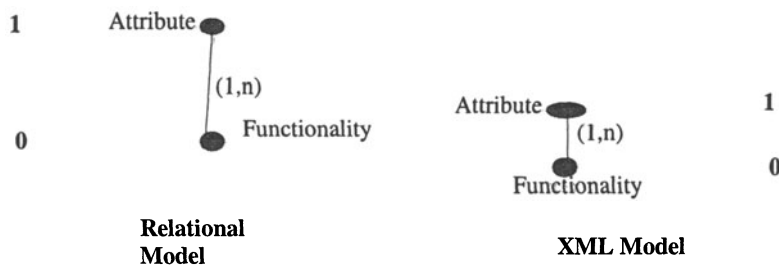 1
Attribute
(1,n)
0
Functionality
Relational
Model
Attribute
1
(1,n)
0
Functionality
XML Model